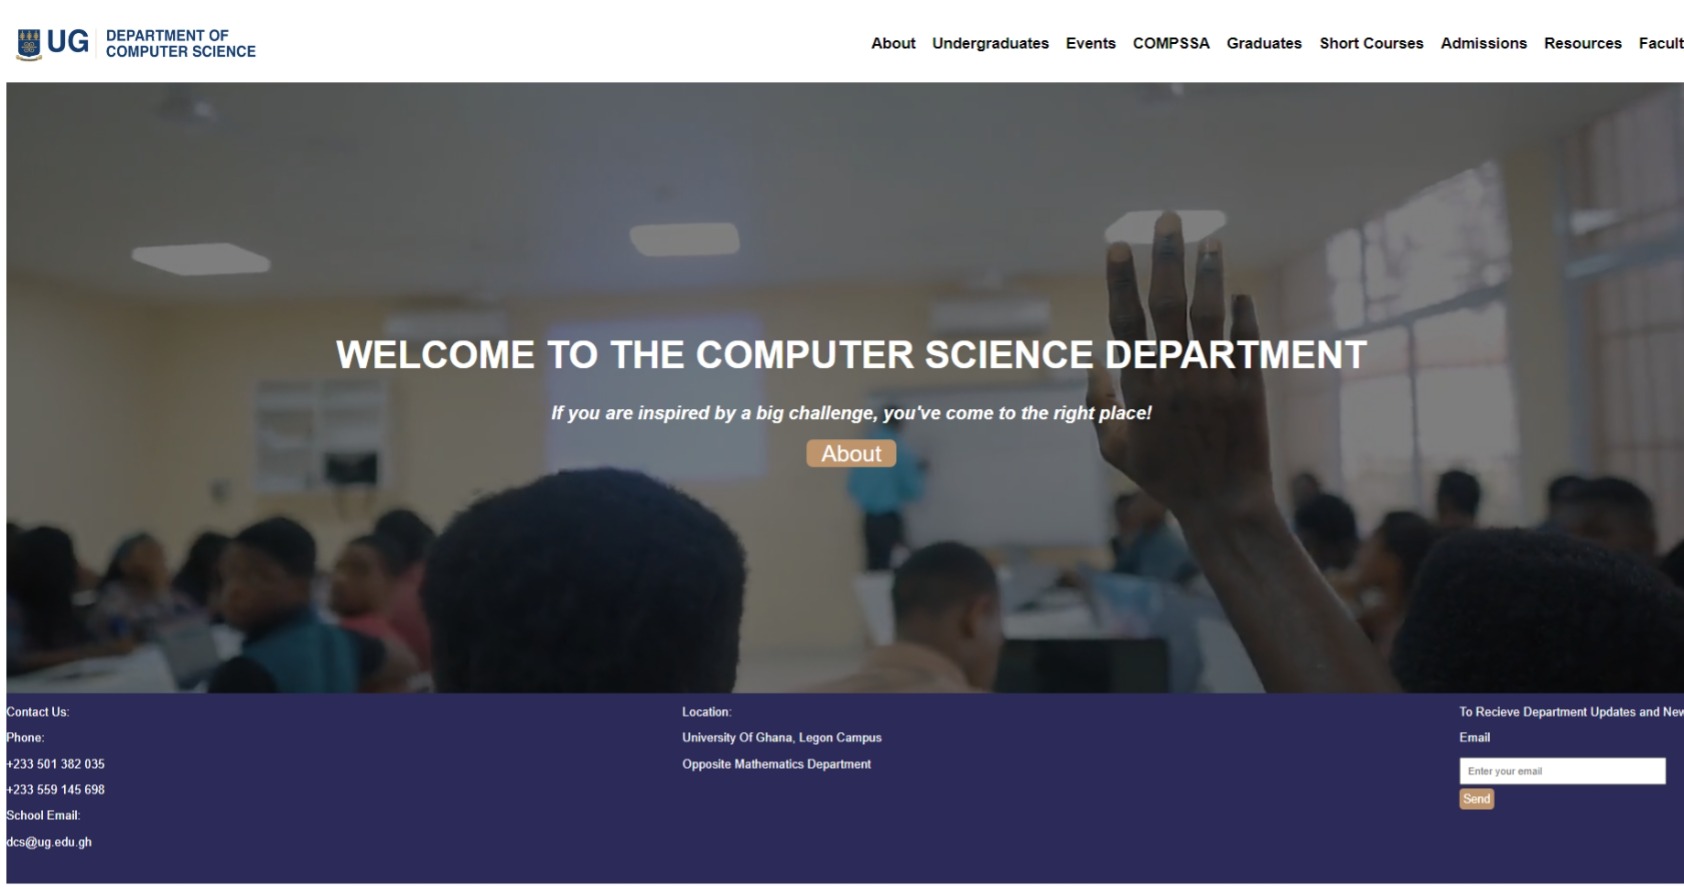 UG DEPARTMENT OF
COMPUTER SCIENCE
About Undergraduates Events COMPSSA Graduates Short Courses Admissions Resources Facult
WELCOME TO THE COMPUTER SCIENCE DEPARTMENT
If you are inspired by a big challenge, you've come to the right place!
About
Contact Us:
Phone:
+233 501 382 035
+233 559 145 698
School Email:
dcs@ug.edu.gh
Location:
University Of Ghana, Legon Campus
Opposite Mathematics Department
To Recieve Department Updates and New
Email
Enter your email
Send